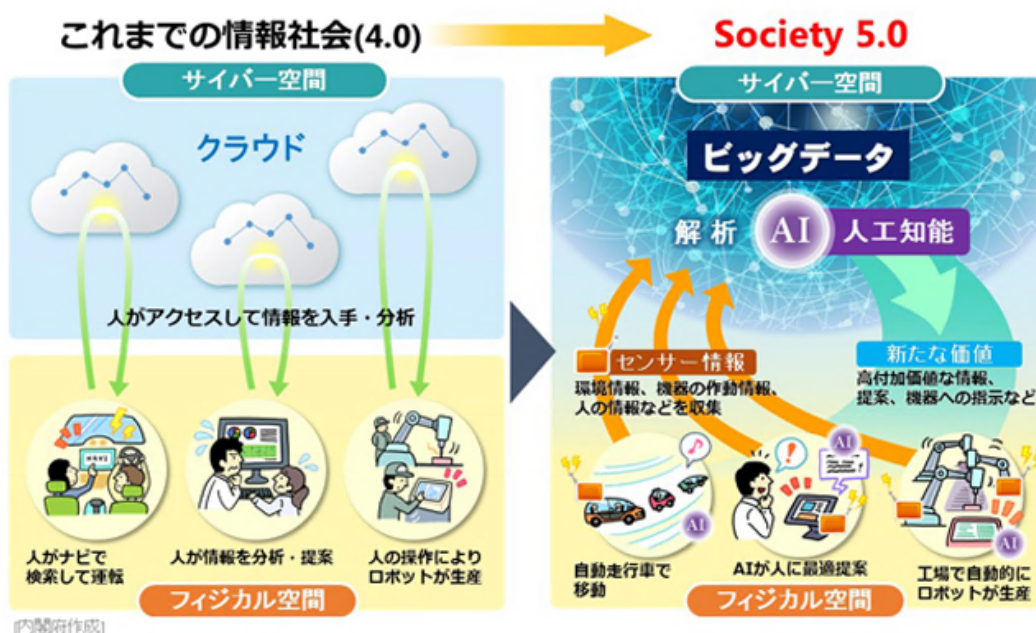 これまでの情報社会(4.0)
サイバー空間
クラウド
人がアクセスして情報を入手・分析
人がナビで
検索して運転
人が情報を分析・提案
人の操作により
ロボットが生産
フィジカル空間
Society 5.0
サイバー空間
ビッグデータ
解析 AI 人工知能
センサー情報
環境情報、機器の作動情報、
人の情報などを収集
新たな価値
高付加価値な情報、
提案、機器への指示など
AI
AI
AI
自動走行車で
移動
AIが人に最適提案
工場で自動的に
ロボットが生産
フィジカル空間
[内閣府作成]